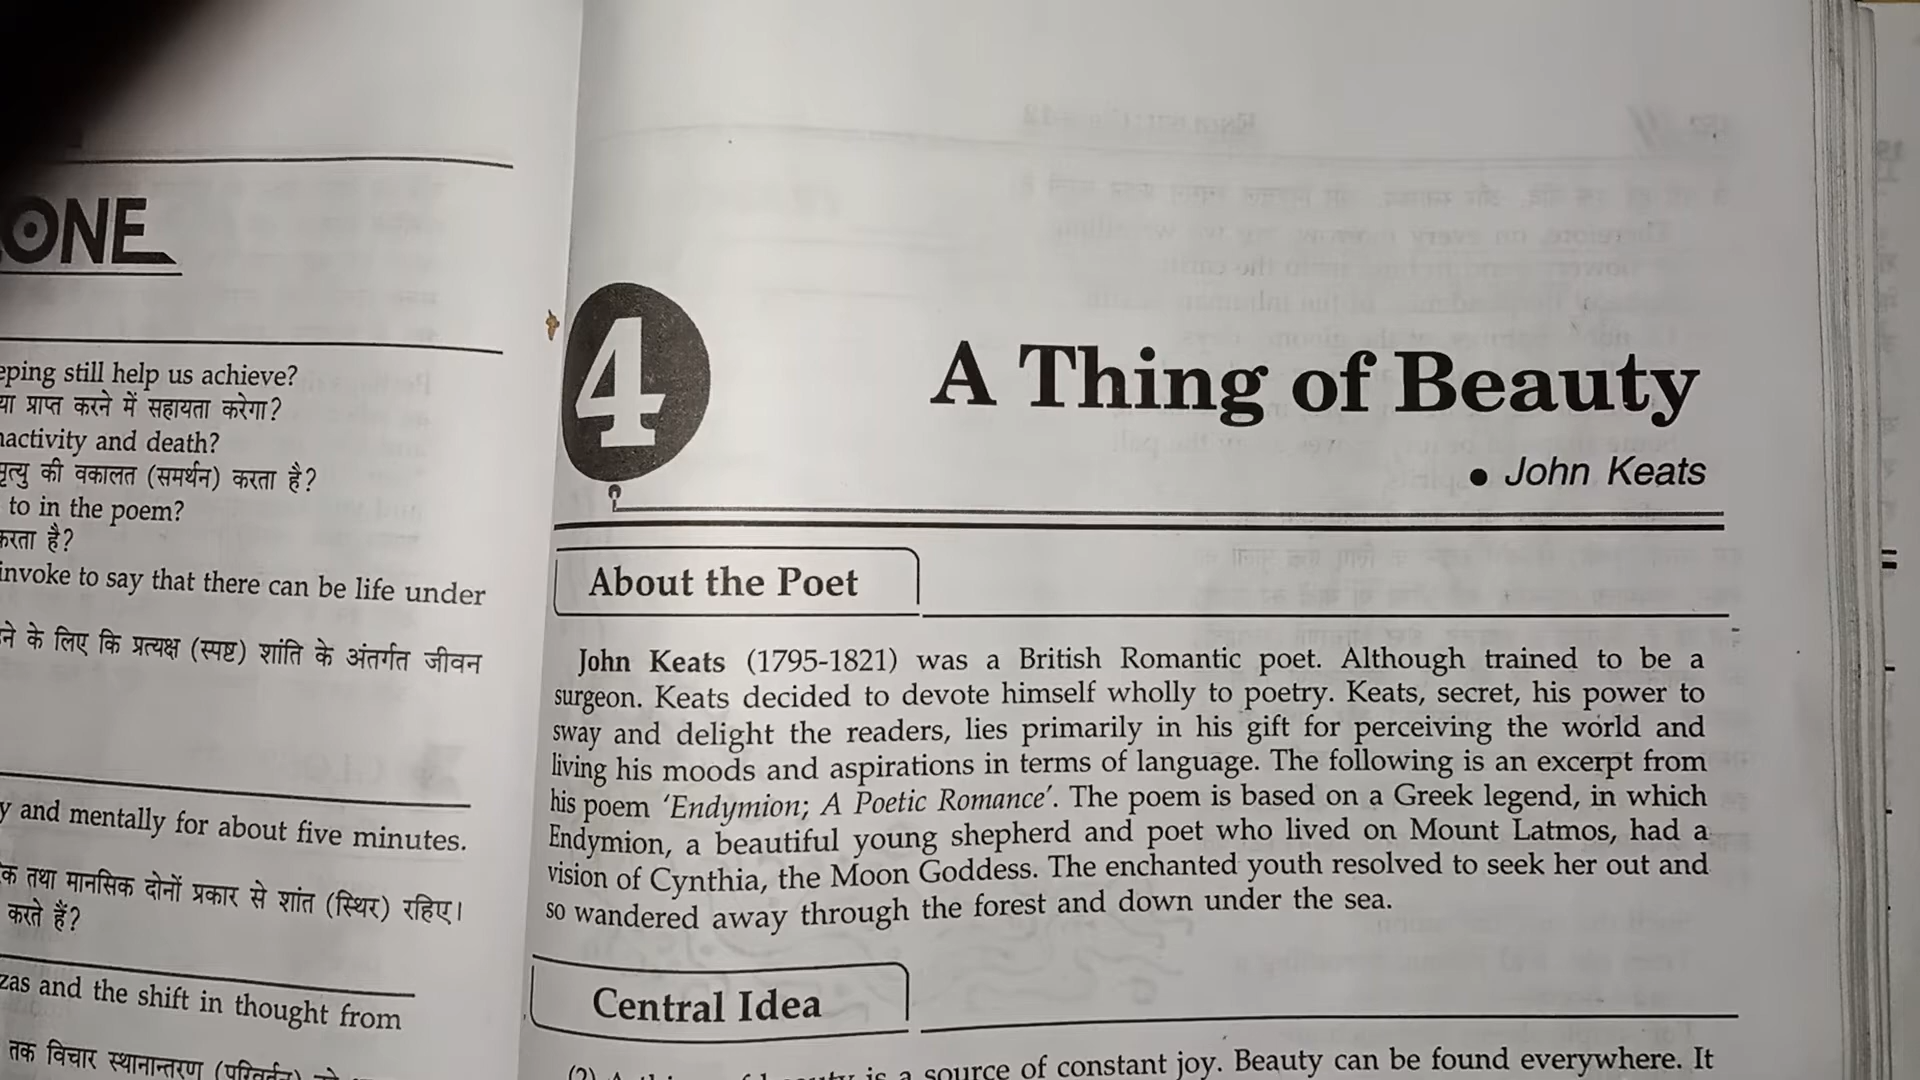 ONE
eping still help us achieve?
या प्राप्त करने में सहायता करेगा?
nactivity and death?
मृत्यु की वकालत (समर्थन) करता है?
to in the poem?
करता है?
invoke to say that there can be life under
ने के लिए कि प्रत्यक्ष (स्पष्ट) शांति के अंतर्गत जीवन
y and mentally for about five minutes.
क तथा मानसिक दोनों प्रकार से शांत (स्थिर) रहिए।
करते हैं?
zas and the shift in thought from
तक विचार स्थानान्तरण (परिवर्तन)
4
A Thing of Beauty
• John Keats
About the Poet
John Keats (1795-1821) was a British Romantic poet. Although trained to be a
surgeon. Keats decided to devote himself wholly to poetry. Keats, secret, his power to
sway and delight the readers, lies primarily in his gift for perceiving the world and
living his moods and aspirations in terms of language. The following is an excerpt from
his poem 'Endymion; A Poetic Romance'. The poem is based on a Greek legend, in which
Endymion, a beautiful young shepherd and poet who lived on Mount Latmos, had a
vision of Cynthia, the Moon Goddess. The enchanted youth resolved to seek her out and
so wandered away through the forest and down under the sea.
Central Idea
(2) A thing of beauty is a source of constant joy. Beauty can be found everywhere. It